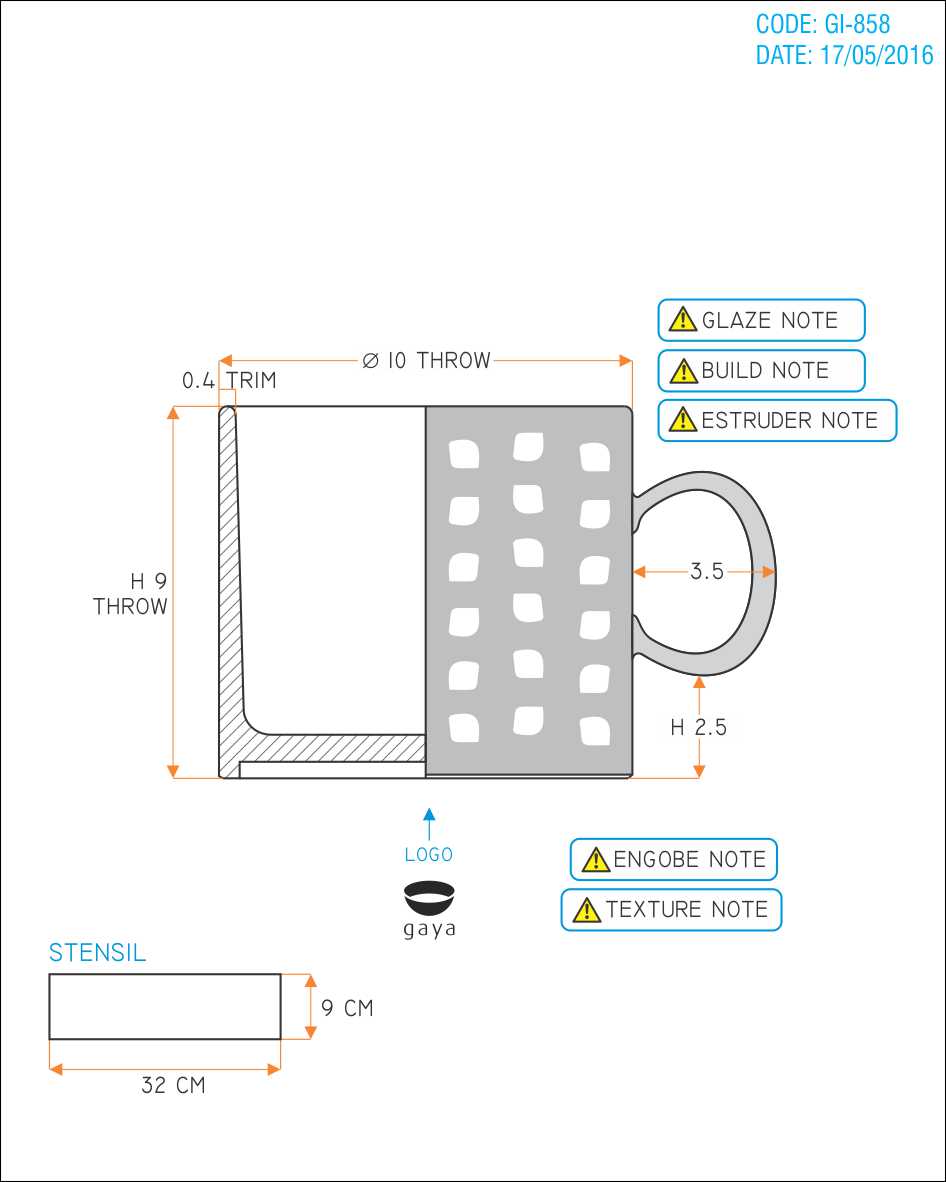 CODE: GI-858
DATE: 17/05/2016
GLAZE NOTE
Ø 10 THROW
BUILD NOTE
0.4 TRIM
ESTRUDER NOTE
3.5
H 9
THROW
H 2.5
LOGO
ENGOBE NOTE
gaya
TEXTURE NOTE
STENSIL
9 CM
32 CM